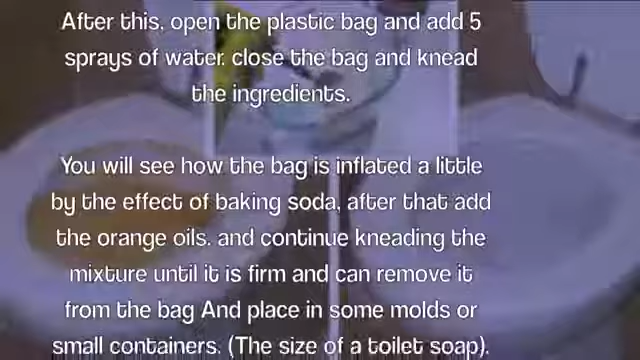 After this, open the plastic bag and add 5
sprays of water. close the bag and knead
the ingredients.
You will see how the bag is inflated a little
by the effect of baking soda, after that add
the orange oils. and continue kneading the
mixture until it is firm and can remove it
from the bag And place in some molds or
small containers. (The size of a toilet soap).